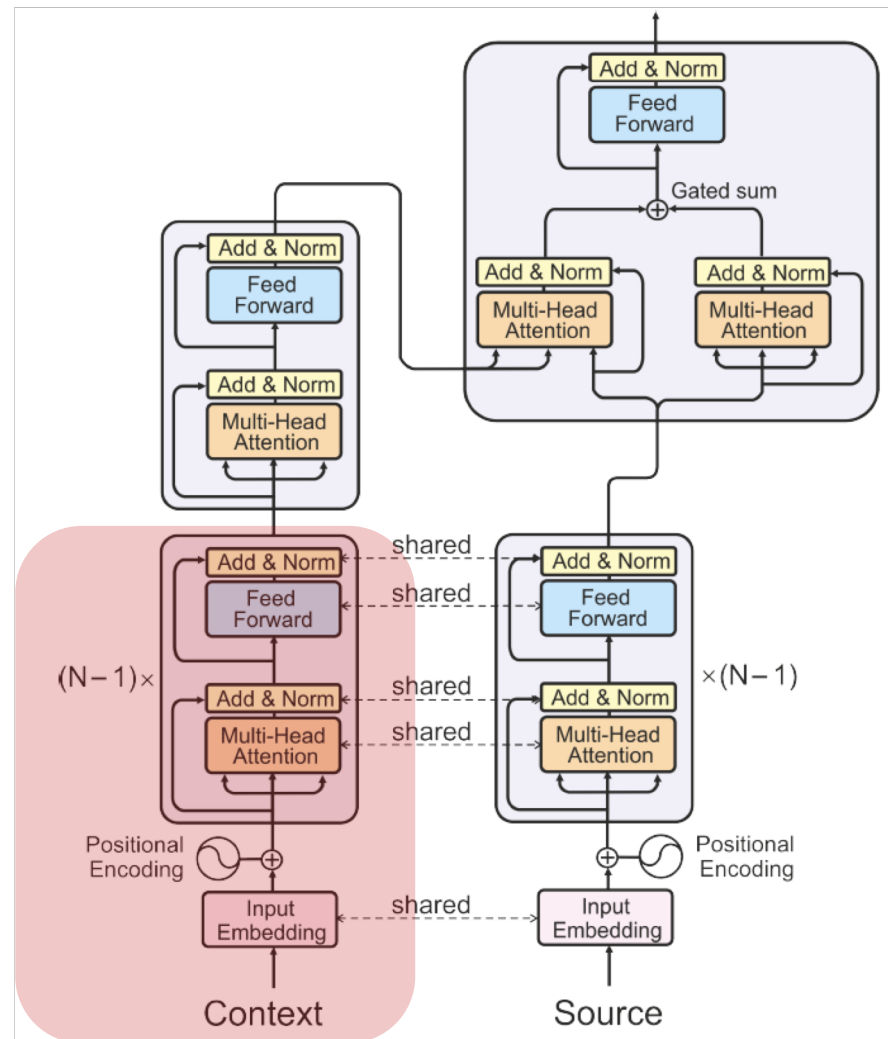 Add & Norm
Feed
Forward
Gated sum
Add & Norm
Multi-Head
Attention
Add & Norm
Multi-Head
Attention
Add & Norm
Feed
Forward
Add & Norm
Multi-Head
Attention
(N−1)×
Add & Norm
Feed
Forward
Add & Norm
Multi-Head
Attention
shared
shared
shared
shared
Add & Norm
Feed
Forward
Add & Norm
Multi-Head
Attention
×(N−1)
Positional
Encoding
Positional
Encoding
Input
Embedding
shared
Input
Embedding
Context
Source